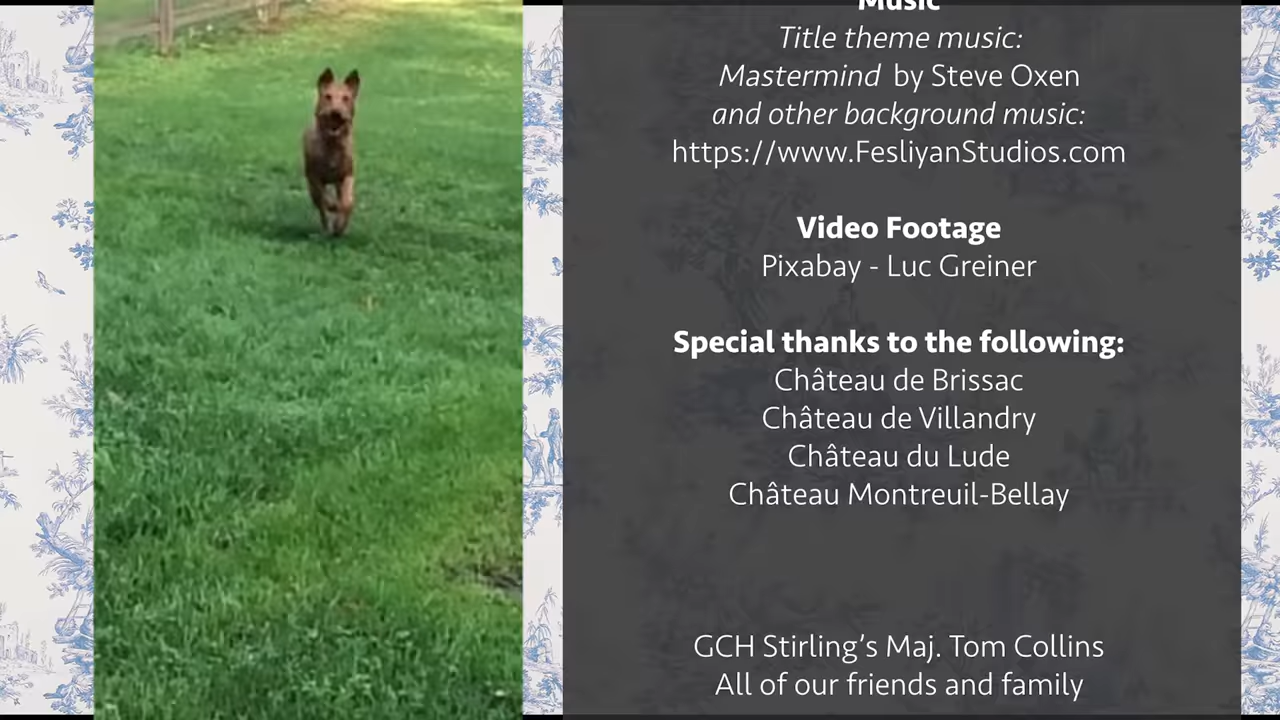 Music
Title theme music:
Mastermind by Steve Oxen
and other background music:
https://www.FesliyanStudios.com
Video Footage
Pixabay - Luc Greiner
Special thanks to the following:
Château de Brissac
Château de Villandry
Château du Lude
Château Montreuil-Bellay
GCH Stirling’s Maj. Tom Collins
All of our friends and family